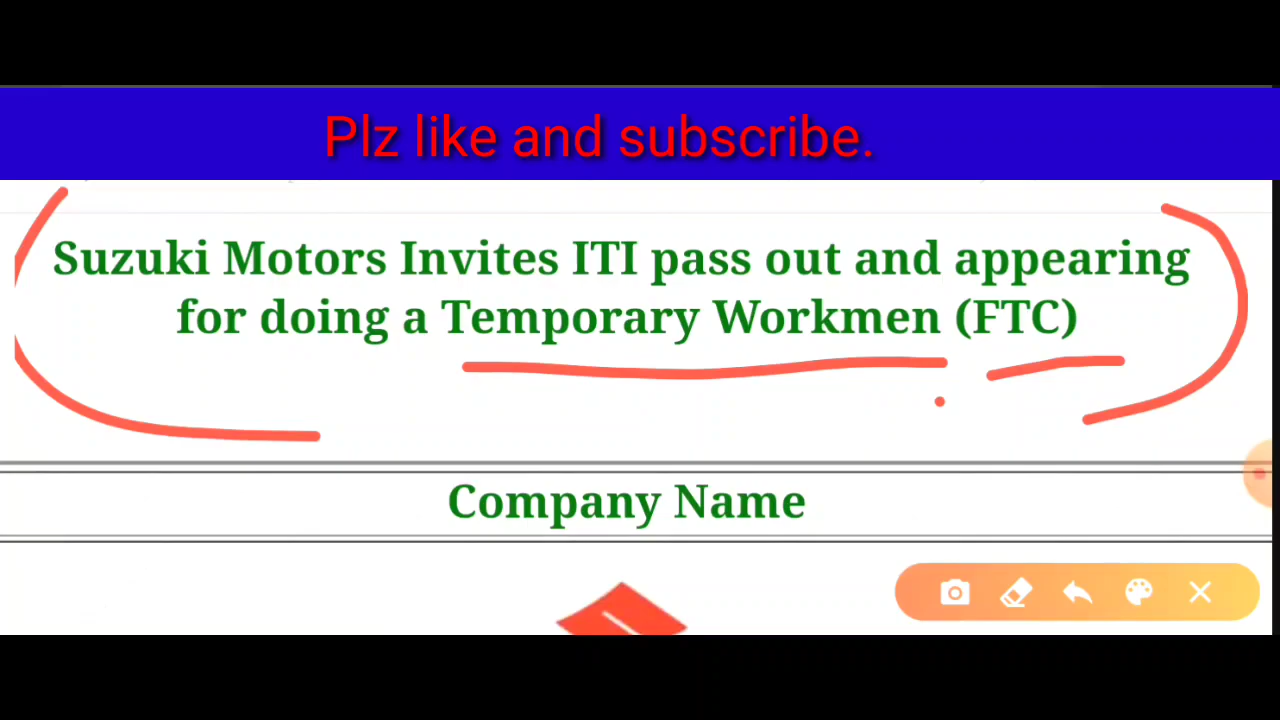 Plz like and subscribe.
Suzuki Motors Invites ITI pass out and appearing
for doing a Temporary Workmen (FTC)
Company Name